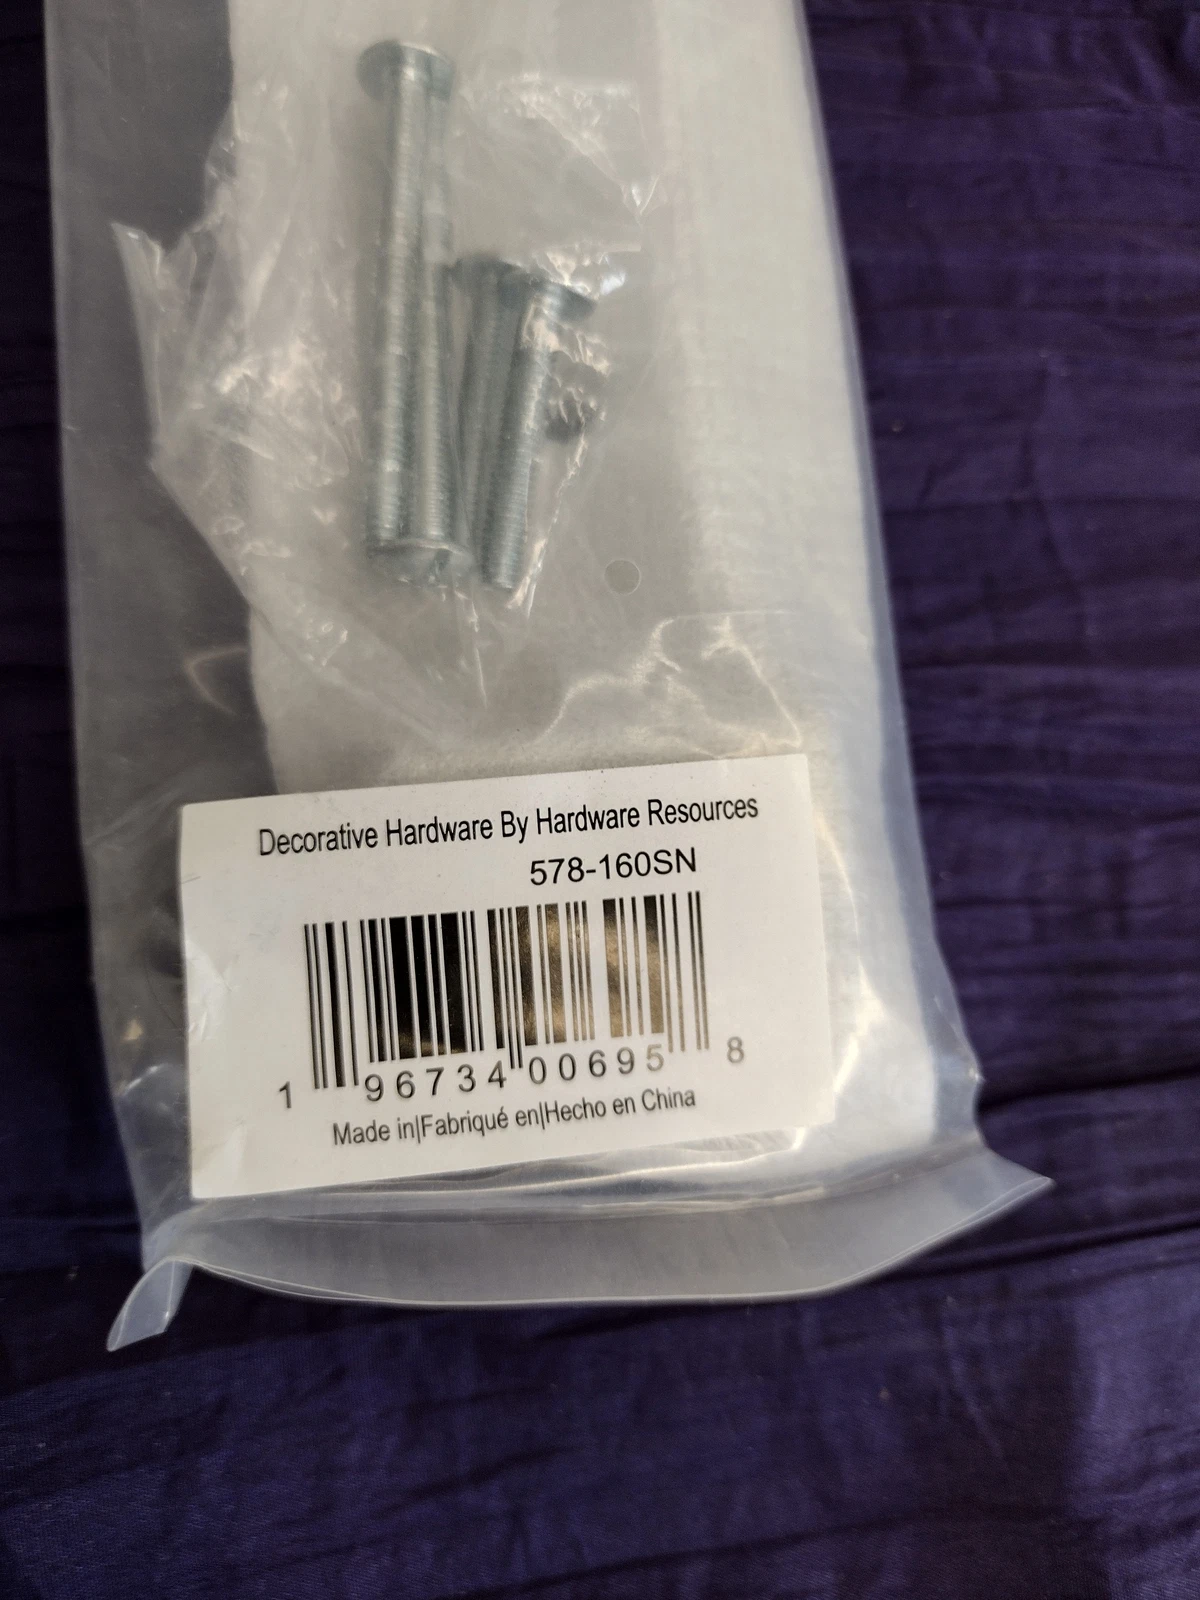 Decorative Hardware By Hardware Resources
578-160SN
1 96734 00695 8
Made in|Fabriqué en|Hecho en China